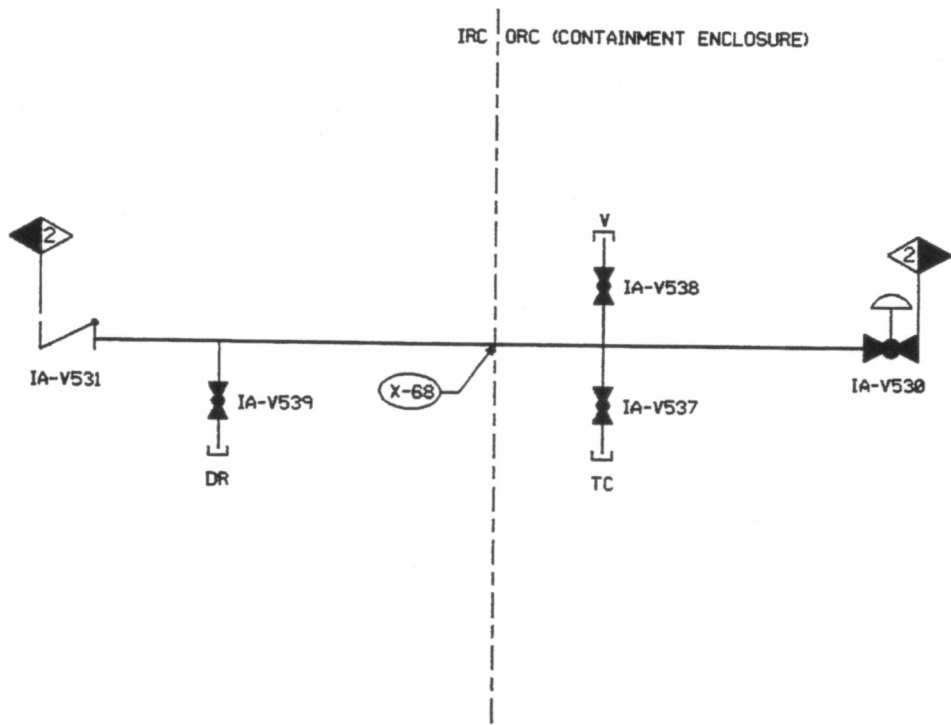 IRC ORC (CONTAINMENT ENCLOSURE)
2
V
2
IA-V538
IA-V531
IA-V539
X-68
IA-V537
IA-V530
DR
TC